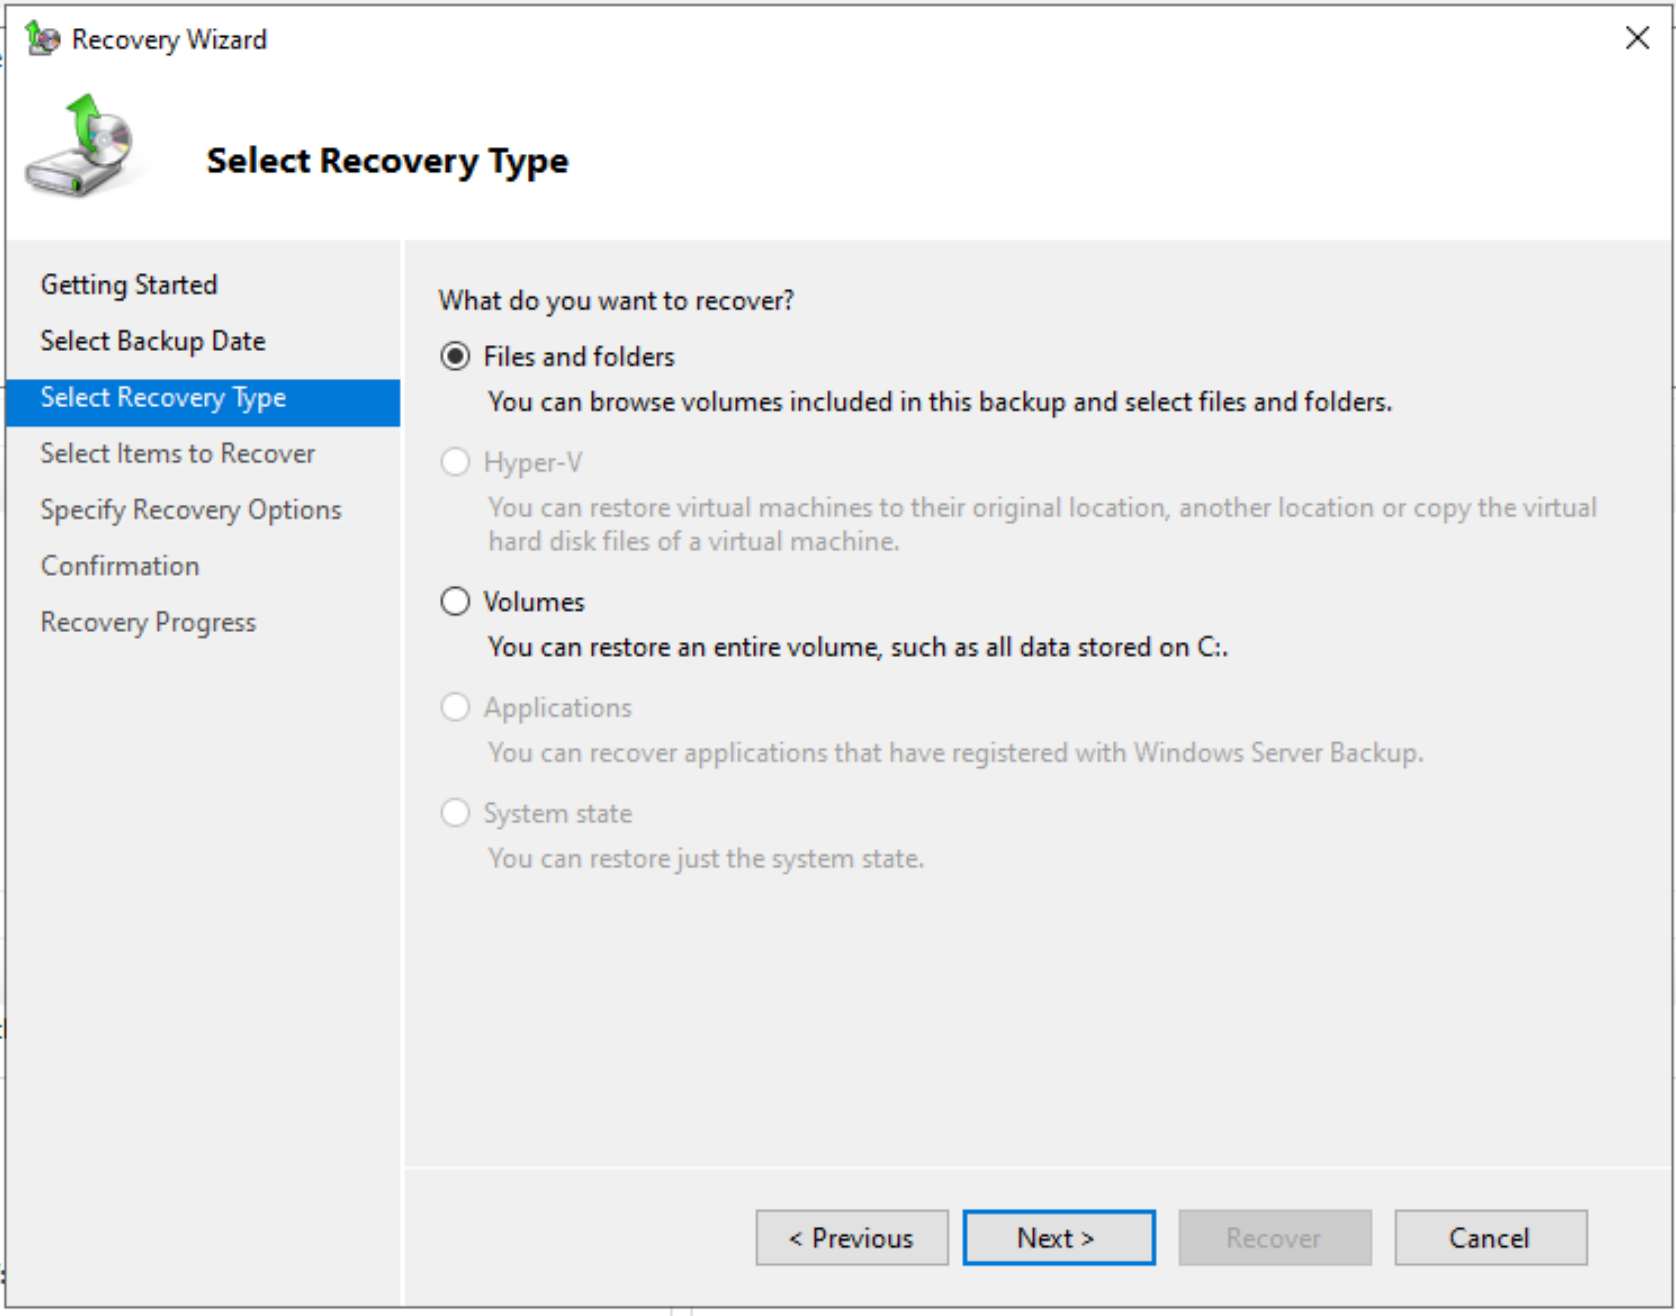 Recovery Wizard
Select Recovery Type
Getting Started
Select Backup Date
Select Recovery Type
Select Items to Recover
Specify Recovery Options
Confirmation
Recovery Progress
What do you want to recover?
Files and folders
You can browse volumes included in this backup and select files and folders.
Hyper-V
You can restore virtual machines to their original location, another location or copy the virtual
hard disk files of a virtual machine.
Volumes
You can restore an entire volume, such as all data stored on C:.
Applications
You can recover applications that have registered with Windows Server Backup.
System state
You can restore just the system state.
< Previous
Next >
Recover
Cancel